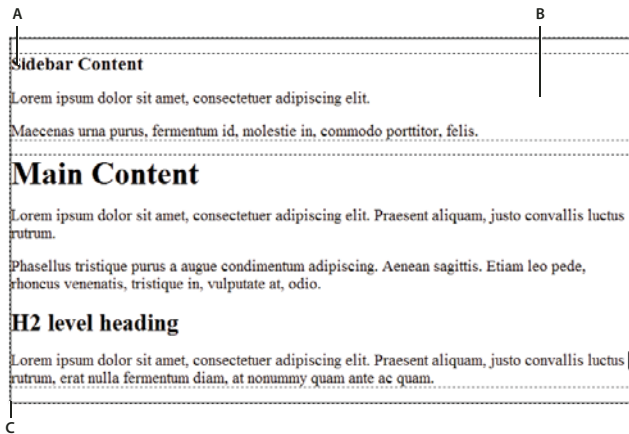 A
B
Sidebar Content
Lorem ipsum dolor sit amet, consectetuer adipiscing elit.
Maecenas urna purus, fermentum id, molestie in, commodo porttitor, felis.
Main Content
Lorem ipsum dolor sit amet, consectetuer adipiscing elit. Praesent aliquam, justo convallis luctus
rutrum.
Phasellus tristique purus a augue condimentum adipiscing. Aenean sagittis. Etiam leo pede,
rhoncus venenatis, tristique in, vulputate at, odio.
H2 level heading
Lorem ipsum dolor sit amet, consectetuer adipiscing elit. Praesent aliquam, justo convallis luctus
rutrum, erat nulla fermentum diam, at nonummy quam ante ac quam.
C